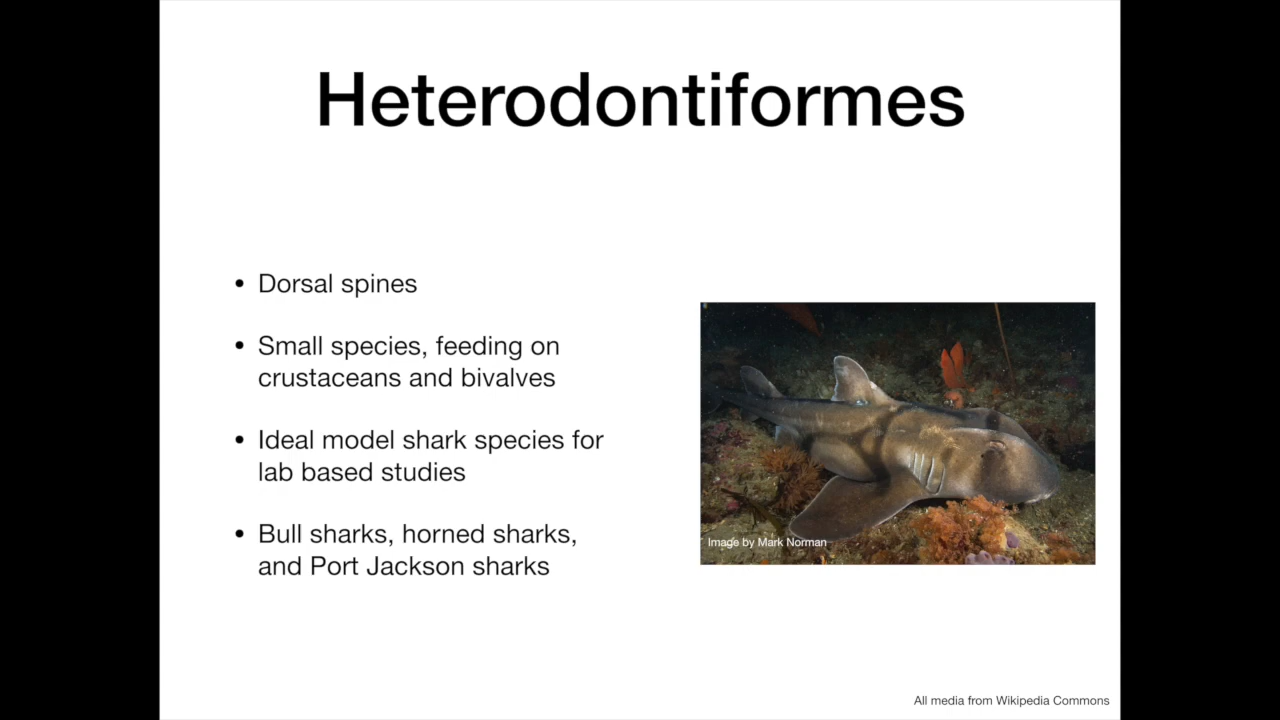 Heterodontiformes
• Dorsal spines
• Small species, feeding on
crustaceans and bivalves
• Ideal model shark species for
lab based studies
• Bull sharks, horned sharks,
and Port Jackson sharks
Image by Mark Norman
All media from Wikipedia Commons